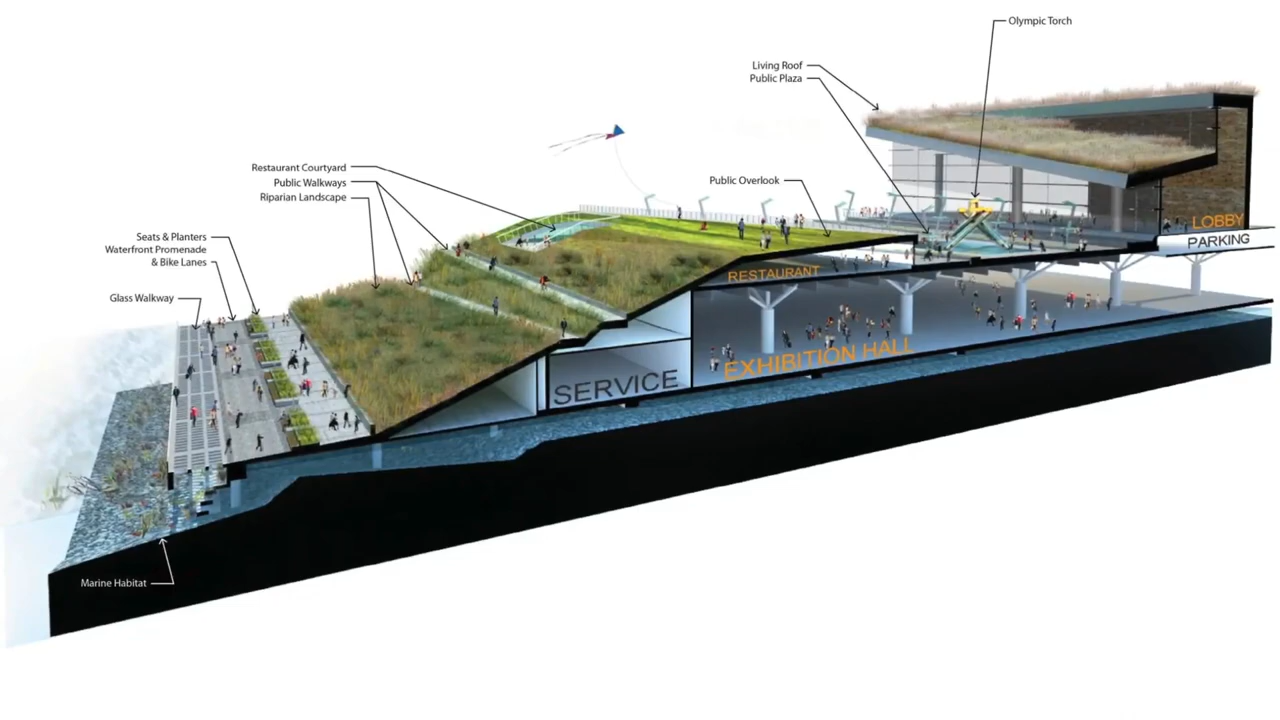 Olympic Torch
Living Roof
Public Plaza
Restaurant Courtyard
Public Walkways
Riparian Landscape
Public Overlook
Seats & Planters
Waterfront Promenade
& Bike Lanes
Glass Walkway
LOBBY
PARKING
RESTAURANT
EXHIBITION HALL
SERVICE
Marine Habitat